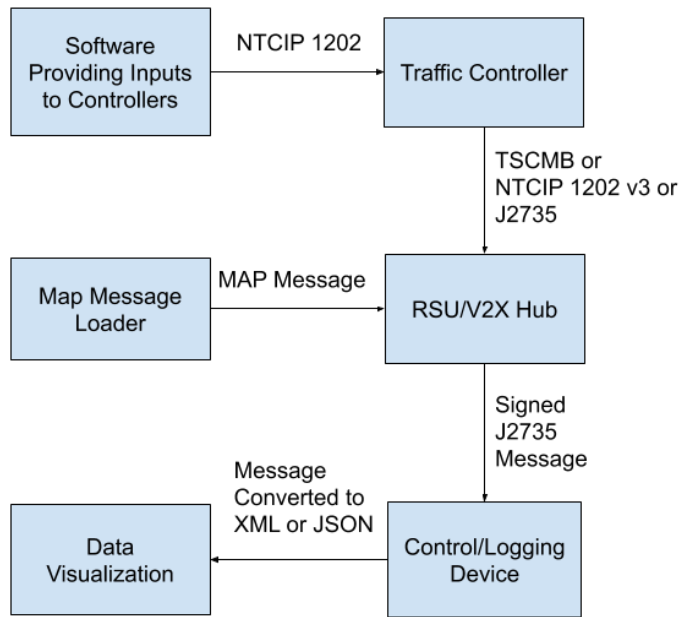 Software
Providing Inputs
to Controllers
NTCIP 1202
Traffic Controller
TSCMB or
NTCIP 1202 v3 or
J2735
Map Message
Loader
MAP Message
RSU/V2X Hub
Signed
J2735
Message
Message
Converted to
XML or JSON
Data
Visualization
Control/Logging
Device